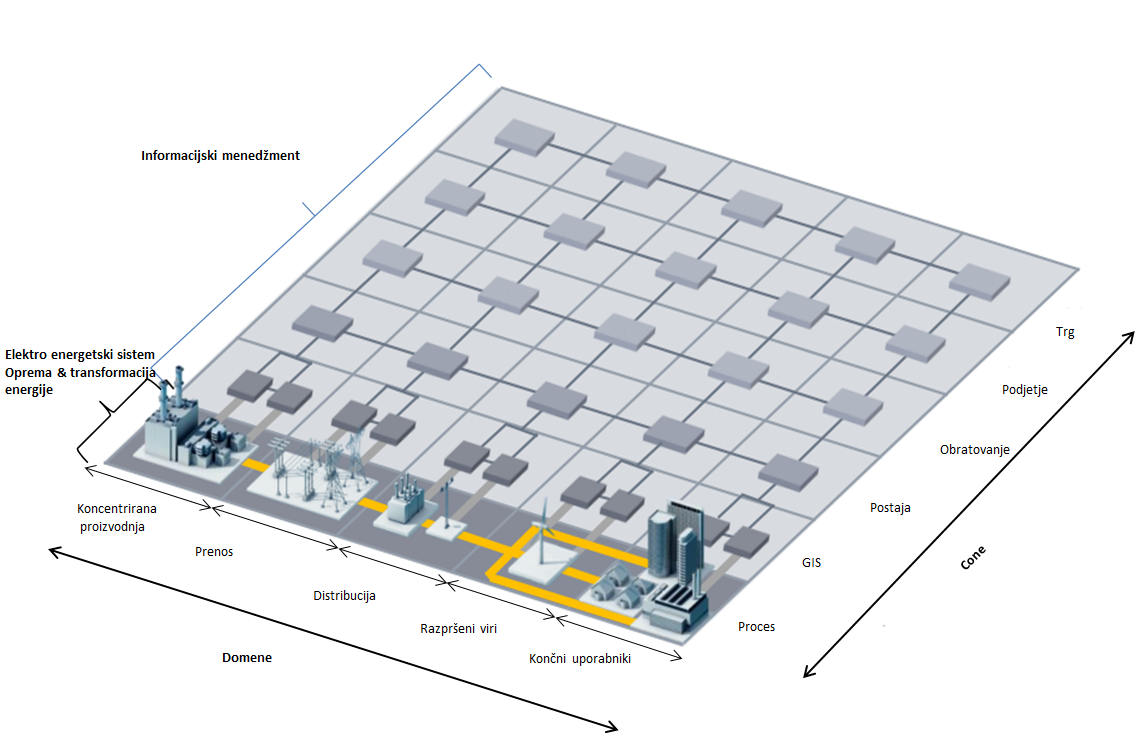 Informacijski menedžment
Elektro energetski sistem
Oprema & transformacija
energije
Koncentrirana
proizvodnja
Prenos
Distribucija
Razpršeni viri
Končni uporabniki
Domene
Trg
Podjetje
Obratovanje
Postaja
GIS
Proces
Cone